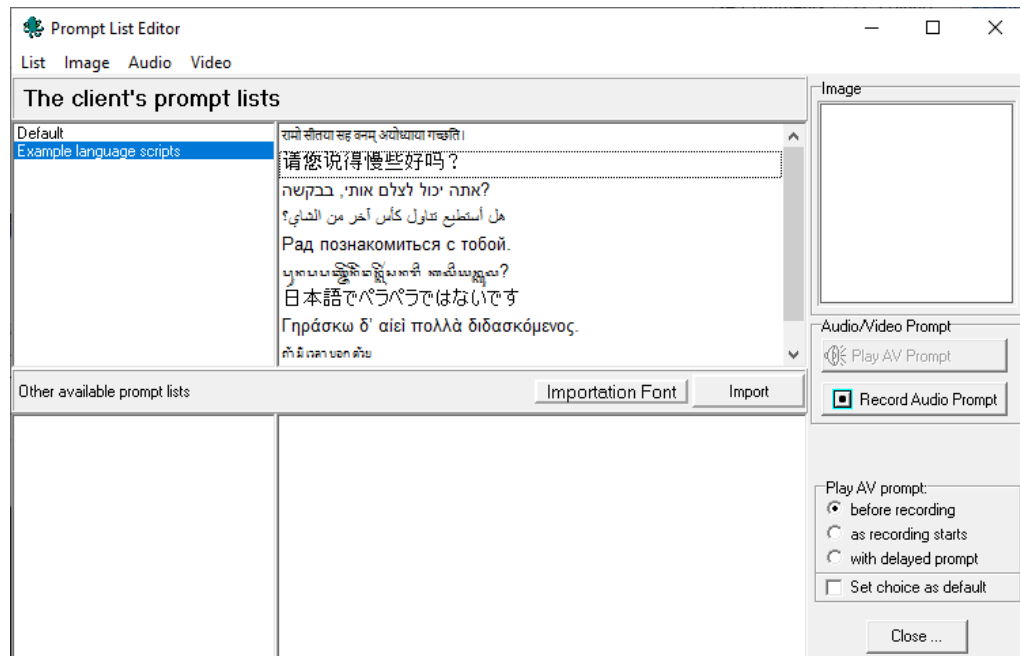 Prompt List Editor
List Image Audio Video
The client's prompt lists
Default
Example language scripts
रामो सीतया सह वनम् अयोध्याया गच्छति।
请您说得慢些好吗？
אתה יכול לצלם אותי, בבקשה?
هل أستطيع تناول كأس آخر من الشاي؟
Рад познакомиться с тобой.
日本語でペラペラではないです
Γηράσκω δ' αἰεὶ πολλὰ διδασκόμενος.
ถ้า มี เวลา บอก ด้วย
Other available prompt lists
Importation Font
Import
Image
Audio/Video Prompt
Play AV Prompt
Record Audio Prompt
Play AV prompt:
before recording
as recording starts
with delayed prompt
Set choice as default
Close ...